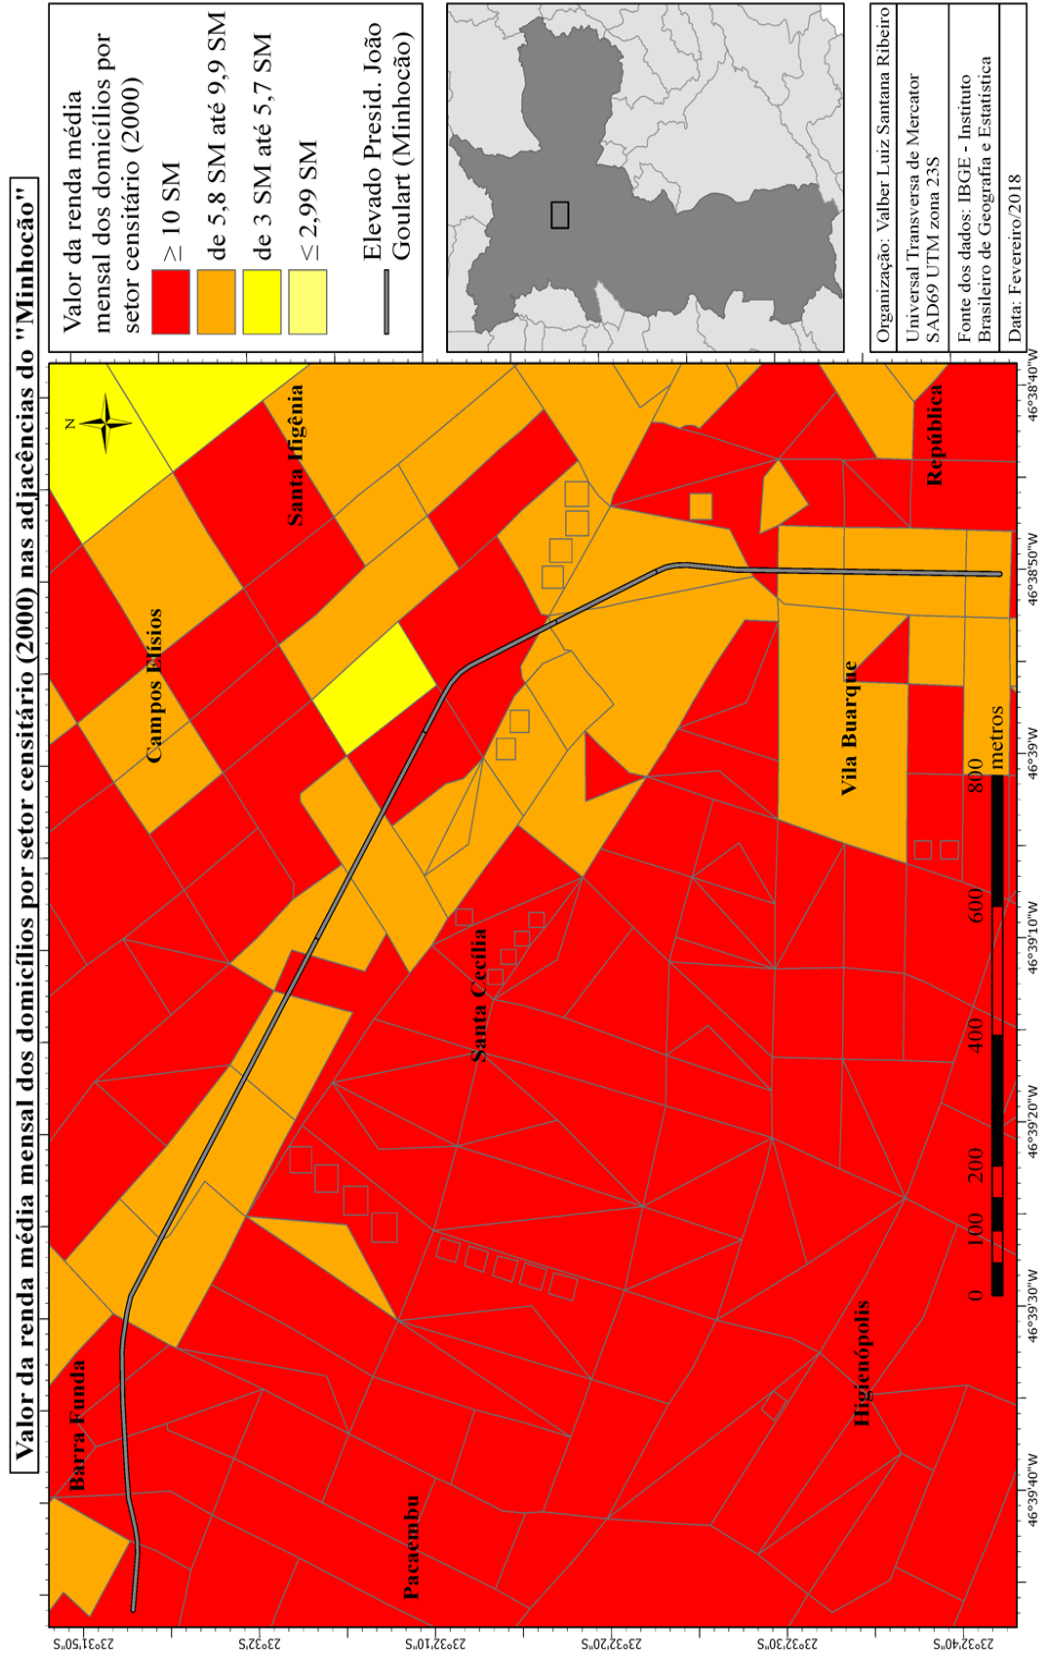 Valor da renda média mensal dos domicílios por setor censitário (2000) nas adjacências do "Minhocão"
Valor da renda média
mensal dos domicílios por
setor censitário (2000)
≥ 10 SM
de 5,8 SM até 9,9 SM
de 3 SM até 5,7 SM
≤ 2,99 SM
Elevado Presid. João
Goulart (Minhocão)
N
Barra Funda
Campos Elísios
Santa Ifigênia
Pacaembu
Santa Cecília
Higienópolis
Vila Buarque
República
0 100 200 400 600 800
metros
23°31'50"S
23°32'S
23°32'10"S
23°32'20"S
23°32'30"S
23°32'40"S
46°39'40"W
46°39'30"W
46°39'20"W
46°39'10"W
46°39'W
46°38'50"W
46°38'40"W
Organização: Valber Luiz Santana Ribeiro
Universal Transversa de Mercator
SAD69 UTM zona 23S
Fonte dos dados: IBGE - Instituto
Brasileiro de Geografia e Estatística
Data: Fevereiro/2018